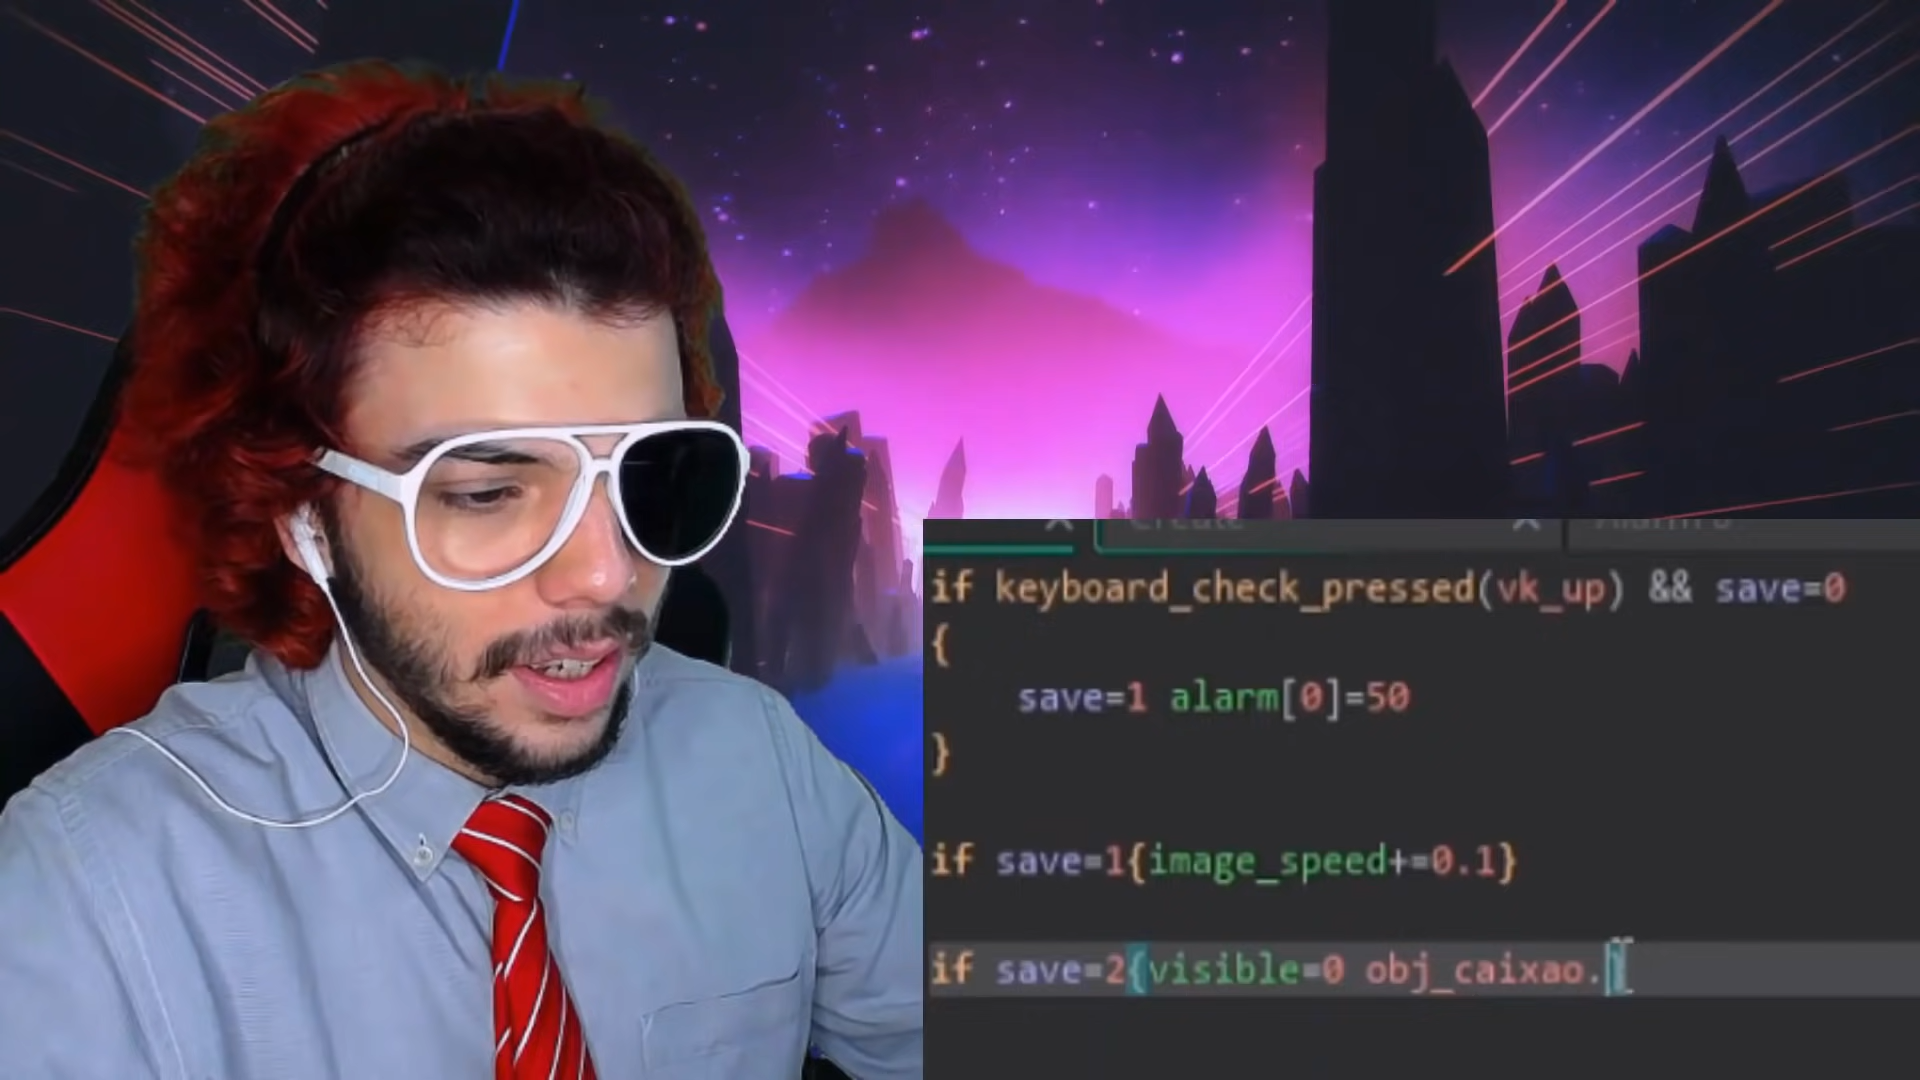 Create
if keyboard_check_pressed(vk_up) && save=0
{
save=1 alarm[0]=50
}
if save=1{image_speed+=0.1}
if save=2{visible=0 obj_caixao.}